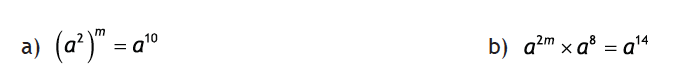 a) (a²)ᵐ = a¹⁰ b) a²ᵐ × a⁸ = a¹⁴